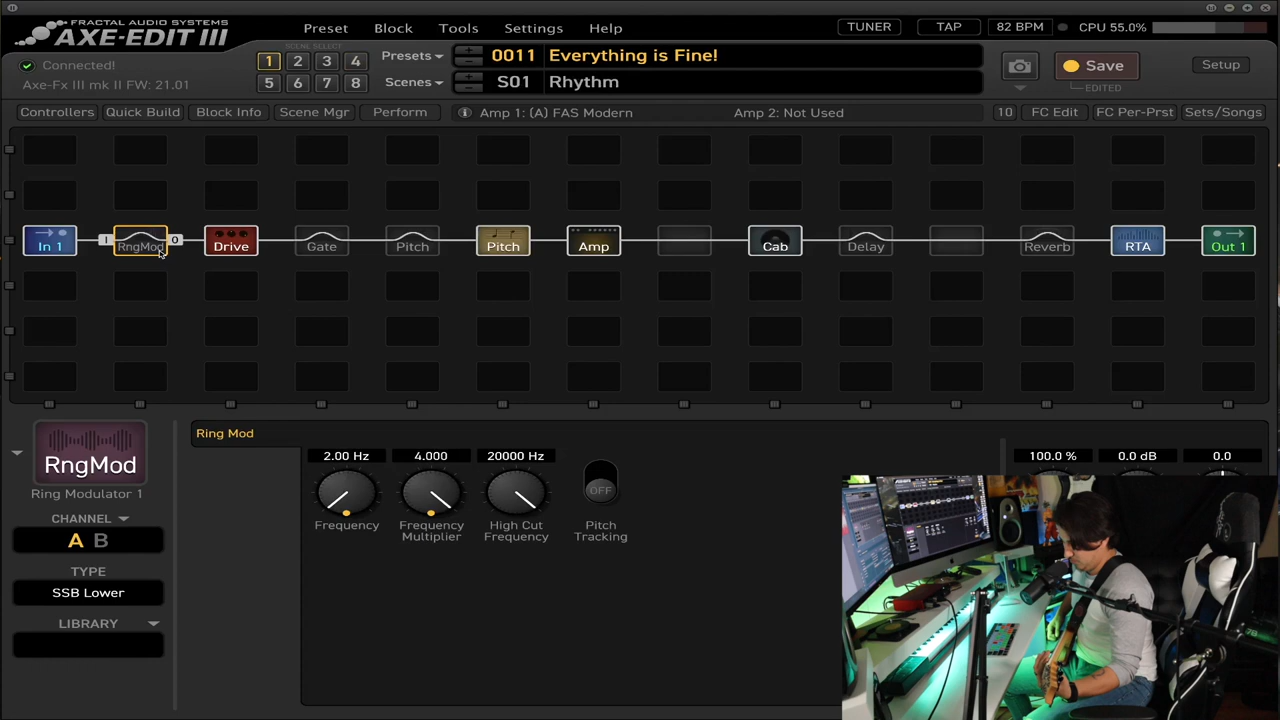 FRACTAL AUDIO SYSTEMS
AXE-EDIT III
Preset Block Tools Settings Help
TUNER TAP 82 BPM CPU 55.0%
SCENE SELECT
1 2 3 4
5 6 7 8
Connected!
Axe-Fx III mk II FW: 21.01
Presets 0011 Everything is Fine!
Scenes S01 Rhythm
Save
EDITED
Setup
Controllers Quick Build Block Info Scene Mgr Perform Amp 1: (A) FAS Modern Amp 2: Not Used 10 FC Edit FC Per-Prst Sets/Songs
In 1 I RngMod O Drive Gate Pitch Pitch Amp Cab Delay Reverb RTA Out 1
RngMod
Ring Modulator 1
CHANNEL
A B
TYPE
SSB Lower
LIBRARY
Ring Mod
2.00 Hz 4.000 20000 Hz 100.0 % 0.0 dB 0.0
OFF
Frequency Frequency Multiplier High Cut Frequency Pitch Tracking